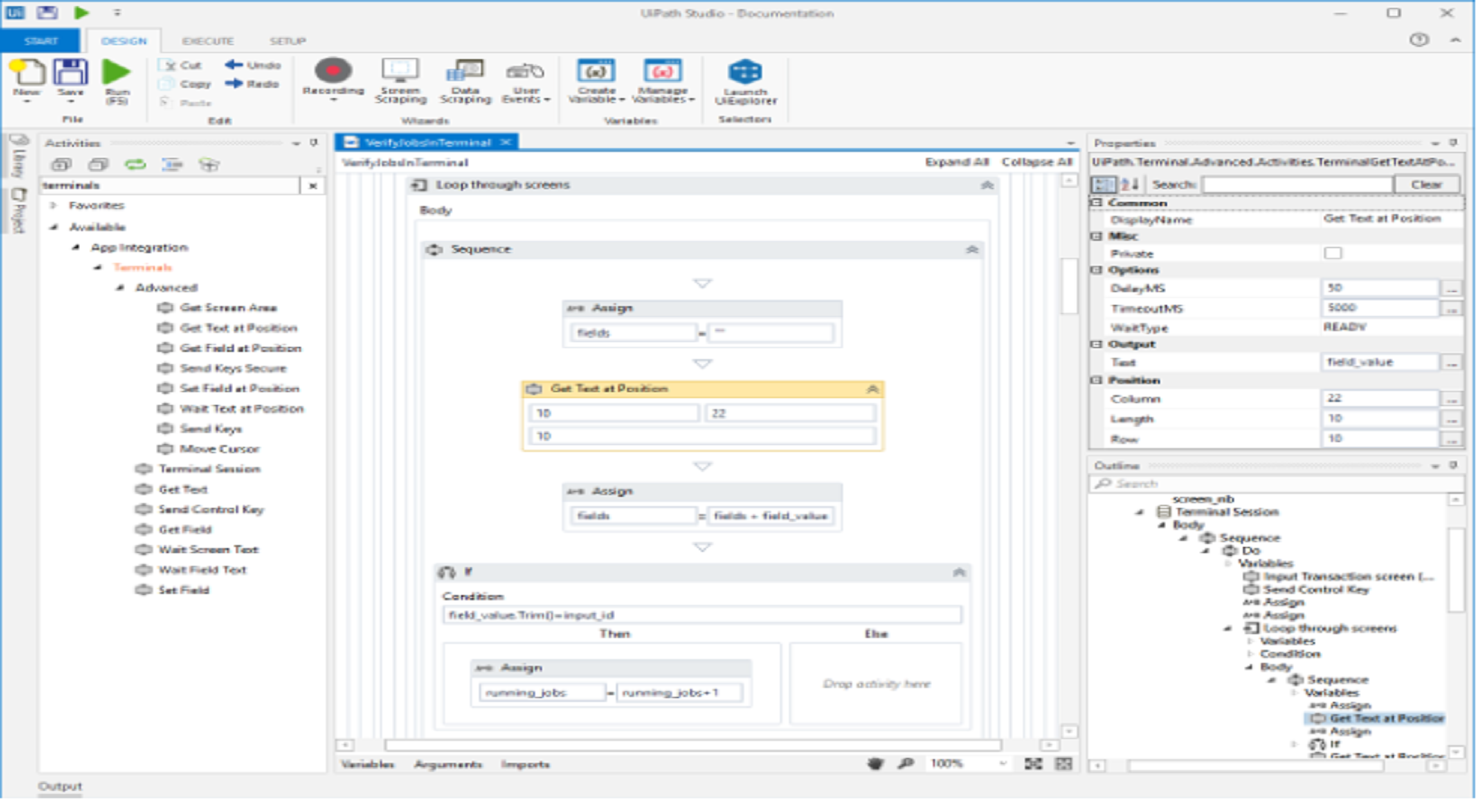 Ui
UiPath Studio - Documentation
START DESIGN EXECUTE SETUP
New Save Run (F5)
Cut Copy Paste
Undo Redo
Recording
Screen Scraping
Data Scraping
User Events
Create Variable
Manage Variables
Launch UiExplorer
File Edit Wizards Variables Selectors
Library
Project
Activities
terminals
Favorites
Available
App Integration
Terminals
Advanced
Get Screen Area
Get Text at Position
Get Field at Position
Send Keys Secure
Set Field at Position
Wait Text at Position
Send Keys
Move Cursor
Terminal Session
Get Text
Send Control Key
Get Field
Wait Screen Text
Wait Field Text
Set Field
VerifyJobsInTerminal
VerifyJobsInTerminal Expand All Collapse All
Loop through screens
Body
Sequence
A+B Assign
fields = ""
Get Text at Position
10 22
10
A+B Assign
fields = fields + field_value
If
Condition
field_value.Trim()=input_id
Then Else
A+B Assign
running_jobs = running_jobs+1
Drop activity here
Variables Arguments Imports 100%
Properties
UiPath.Terminal.Advanced.Activities.TerminalGetTextAtPo...
Search: Clear
Common
DisplayName Get Text at Position
Misc
Private
Options
DelayMS 50 ...
TimeoutMS 5000 ...
WaitType READY
Output
Text field_value ...
Position
Column 22 ...
Length 10 ...
Row 10 ...
Outline
Search
screen_nb
Terminal Session
Body
Sequence
Do
Variables
Input Transaction screen (...
Send Control Key
A+B Assign
A+B Assign
Loop through screens
Variables
Condition
Body
Sequence
Variables
A+B Assign
Get Text at Position
A+B Assign
If
Get Text at Position
Output